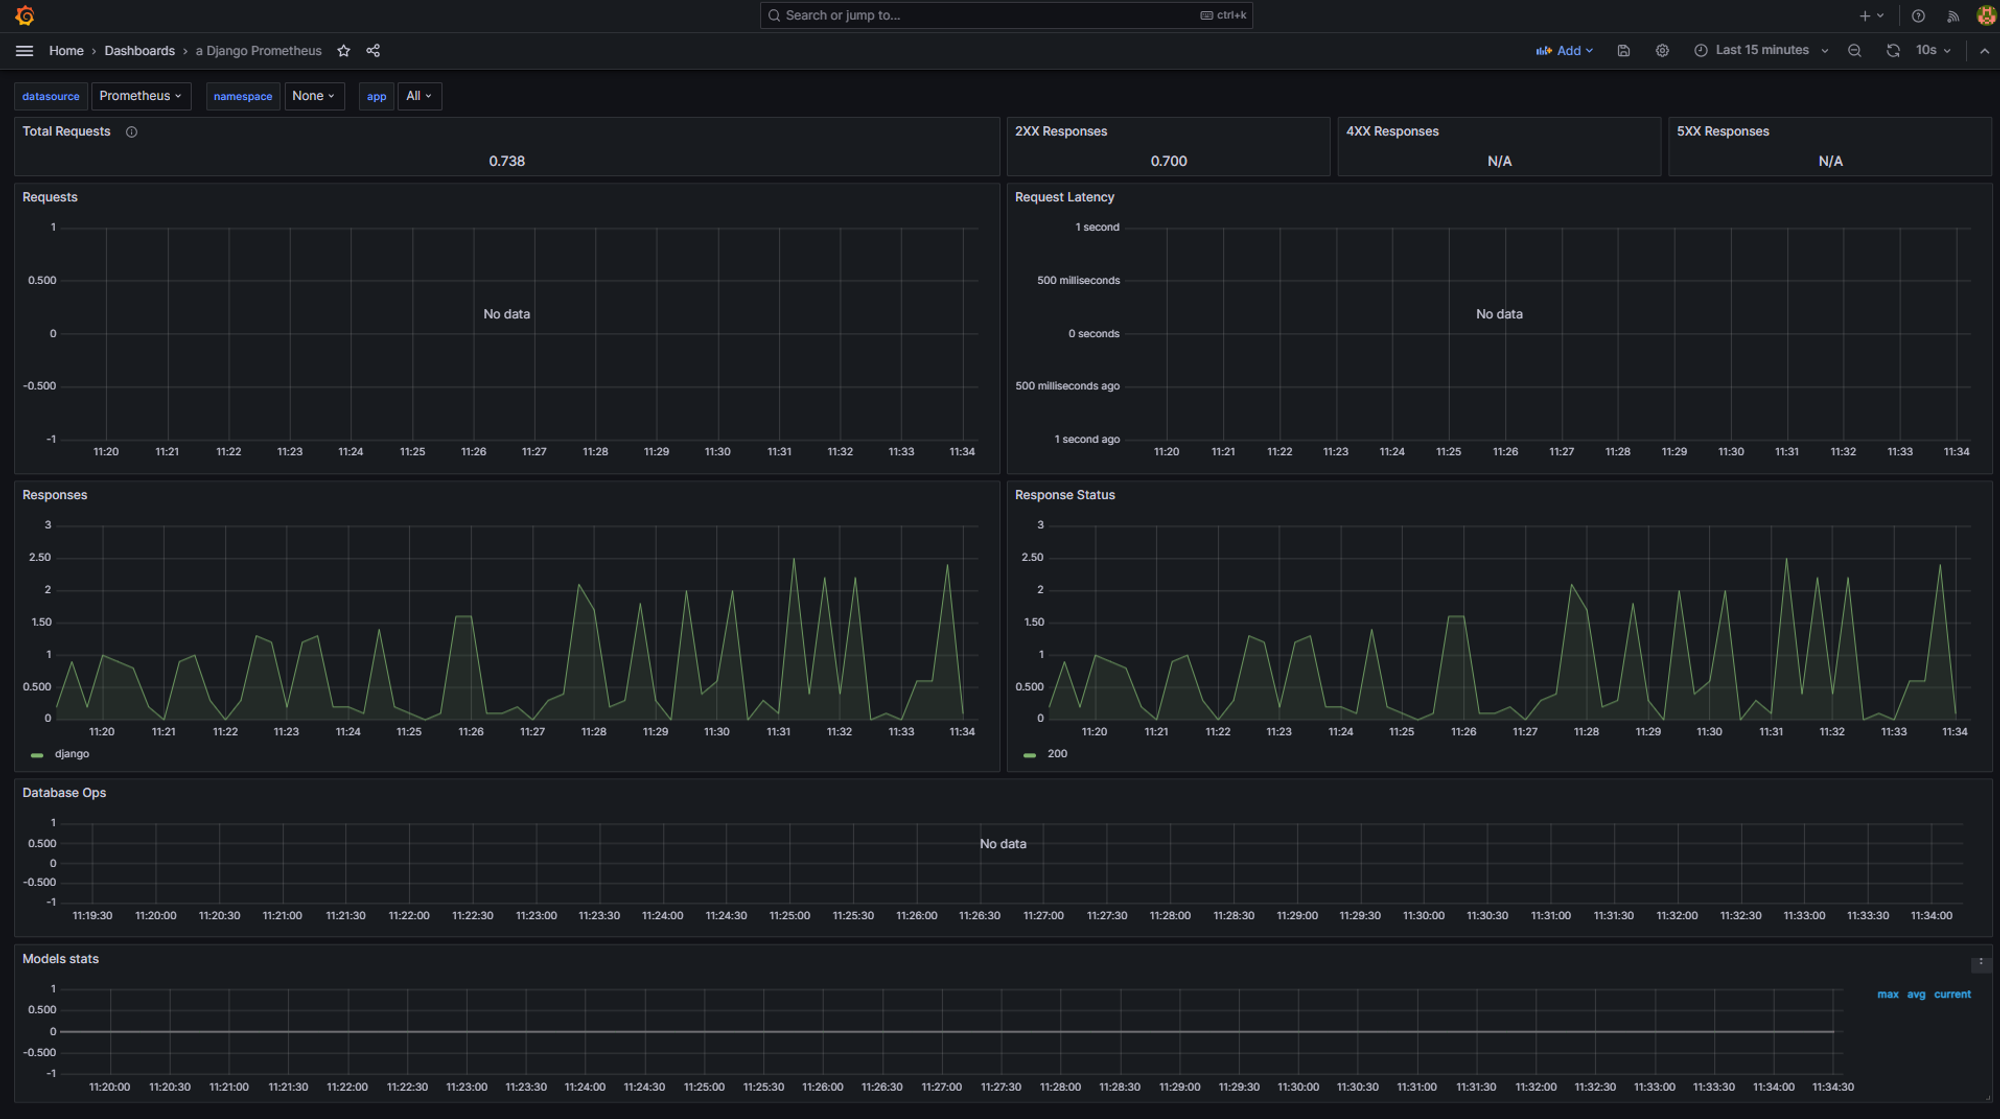 Search or jump to... ctrl+k
Home › Dashboards › a Django Prometheus Add Last 15 minutes 10s
datasource Prometheus namespace None app All
Total Requests
0.738
2XX Responses
0.700
4XX Responses
N/A
5XX Responses
N/A
Requests
1
0.500
0
-0.500
-1
No data
11:20 11:21 11:22 11:23 11:24 11:25 11:26 11:27 11:28 11:29 11:30 11:31 11:32 11:33 11:34
Request Latency
1 second
500 milliseconds
0 seconds
500 milliseconds ago
1 second ago
No data
11:20 11:21 11:22 11:23 11:24 11:25 11:26 11:27 11:28 11:29 11:30 11:31 11:32 11:33 11:34
Responses
3
2.50
2
1.50
1
0.500
0
11:20 11:21 11:22 11:23 11:24 11:25 11:26 11:27 11:28 11:29 11:30 11:31 11:32 11:33 11:34
django
Response Status
3
2.50
2
1.50
1
0.500
0
11:20 11:21 11:22 11:23 11:24 11:25 11:26 11:27 11:28 11:29 11:30 11:31 11:32 11:33 11:34
200
Database Ops
1
0.500
0
-0.500
-1
No data
11:19:30 11:20:00 11:20:30 11:21:00 11:21:30 11:22:00 11:22:30 11:23:00 11:23:30 11:24:00 11:24:30 11:25:00 11:25:30 11:26:00 11:26:30 11:27:00 11:27:30 11:28:00 11:28:30 11:29:00 11:29:30 11:30:00 11:30:30 11:31:00 11:31:30 11:32:00 11:32:30 11:33:00 11:33:30 11:34:00
Models stats
1
0.500
0
-0.500
-1
max avg current
11:20:00 11:20:30 11:21:00 11:21:30 11:22:00 11:22:30 11:23:00 11:23:30 11:24:00 11:24:30 11:25:00 11:25:30 11:26:00 11:26:30 11:27:00 11:27:30 11:28:00 11:28:30 11:29:00 11:29:30 11:30:00 11:30:30 11:31:00 11:31:30 11:32:00 11:32:30 11:33:00 11:33:30 11:34:00 11:34:30